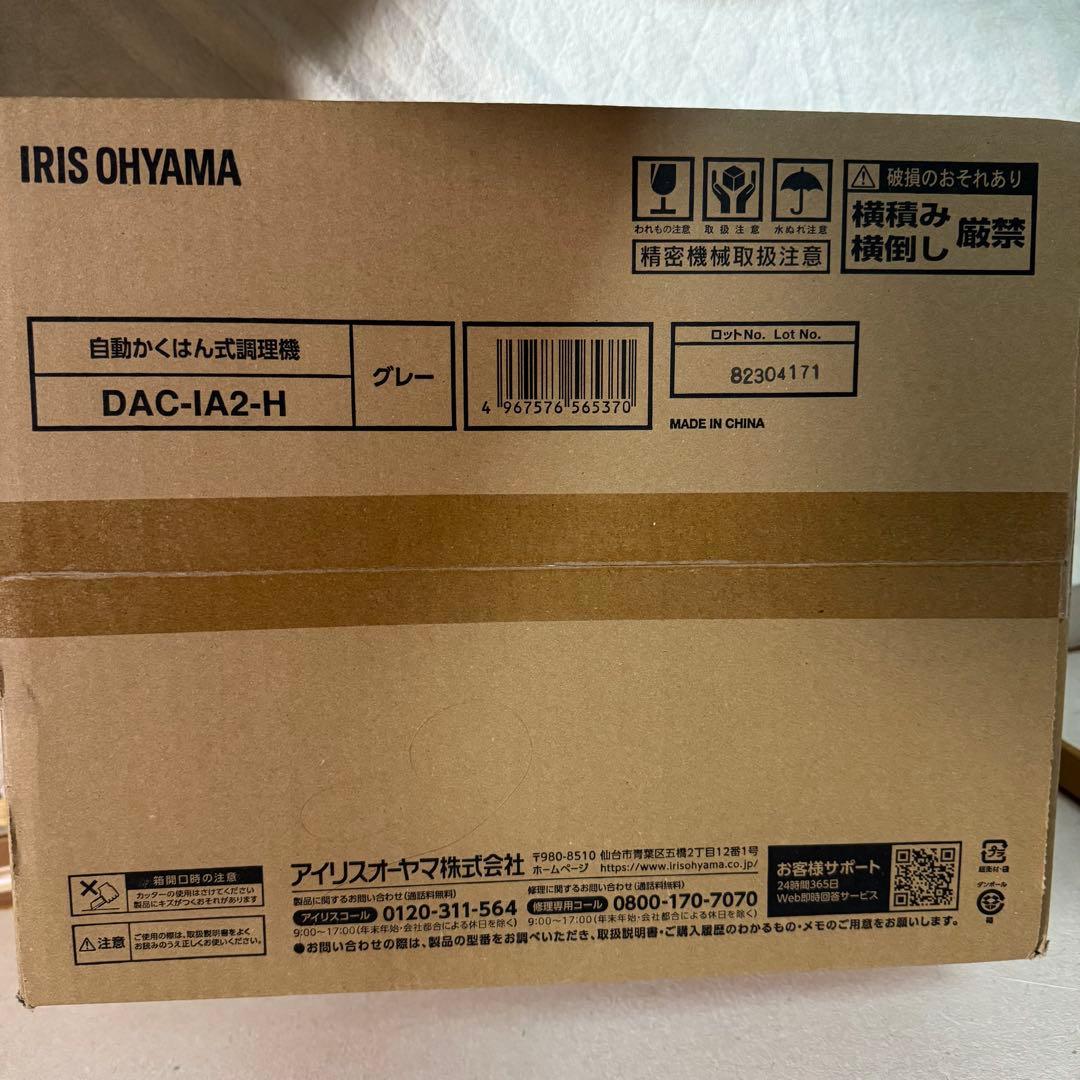 IRIS OHYAMA
われもの注意 取扱注意 水ぬれ注意
精密機械取扱注意
破損のおそれあり
横積み
横倒し
厳禁
自動かくはん式調理機
DAC-IA2-H
グレー
4 967576 565370
ロットNo. Lot No.
82304171
MADE IN CHINA
箱開口時の注意
カッターの使用はさけてください
製品にキズがつくおそれがあります
注意
ご使用の際は、取扱説明書をよく
お読みのうえ正しくお使いください。
アイリスオーヤマ株式会社
〒980-8510 仙台市青葉区五橋2丁目12番1号
ホームページ https://www.irisohyama.co.jp/
製品に関するお問い合わせ(通話料無料)
アイリスコール 0120-311-564
9:00〜17:00(年末年始・会社都合による休日を除く)
修理に関するお問い合わせ(通話料無料)
修理専用コール 0800-170-7070
9:00〜17:00(年末年始・会社都合による休日を除く)
●お問い合わせの際は、製品の型番をお調べいただき、取扱説明書・ご購入履歴のわかるもの・メモのご用意をお願いします。
お客様サポート
24時間365日
Web即時回答サービス
プラ
ダンボール
箱